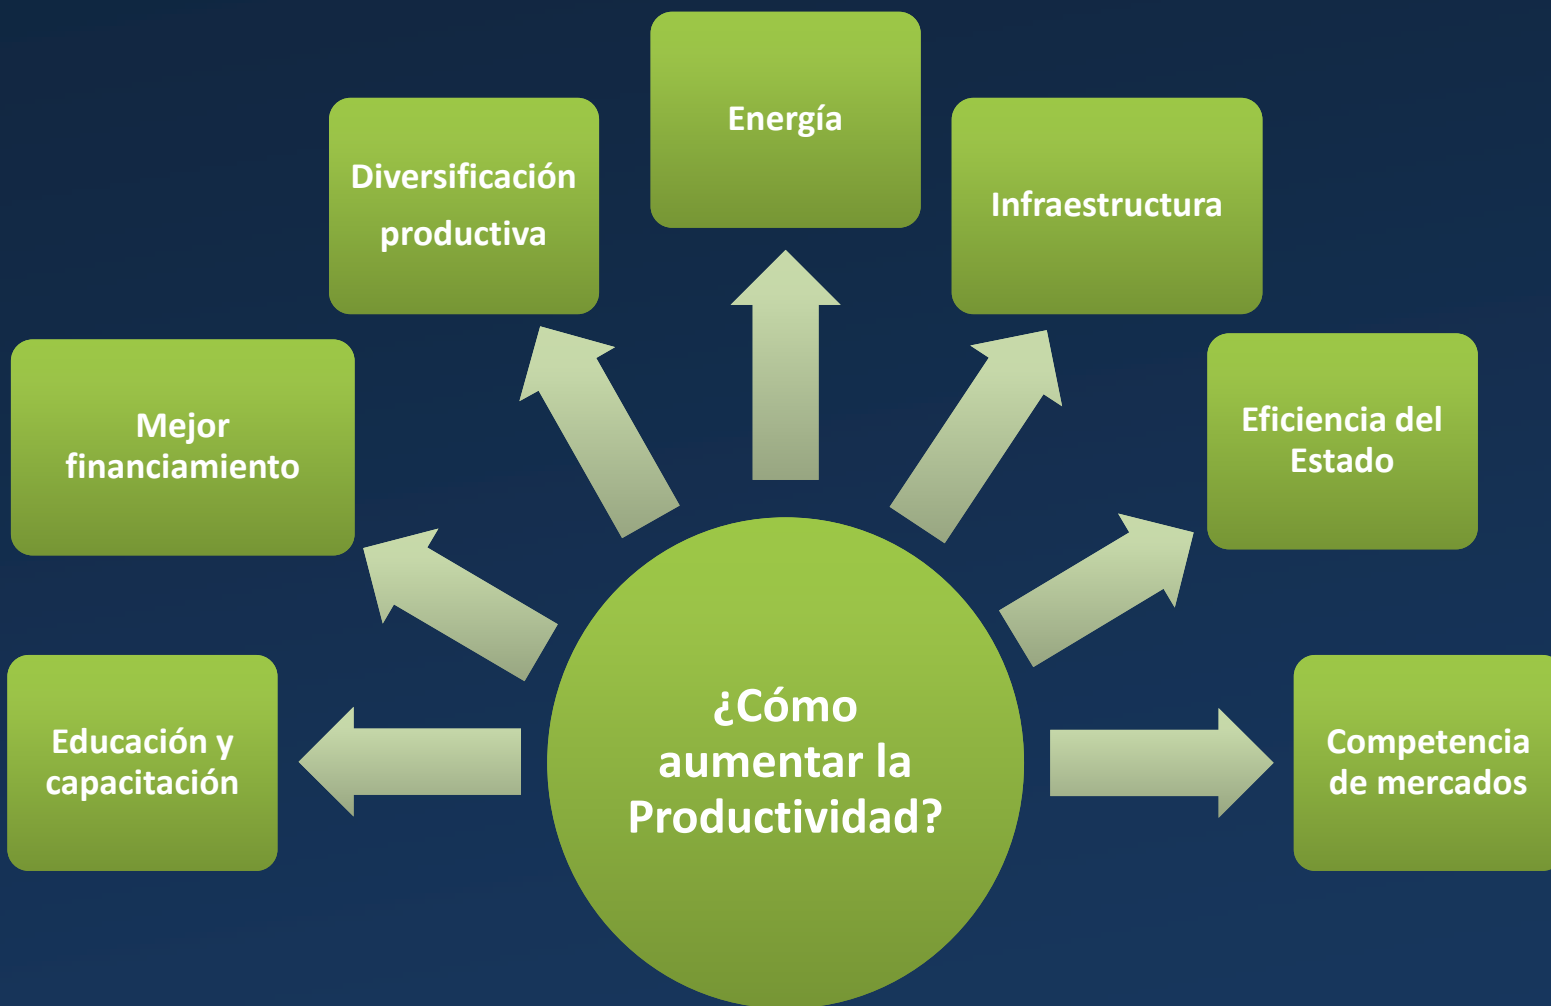 Energía
Diversificación
productiva
Infraestructura
Mejor
financiamiento
Eficiencia del
Estado
Educación y
capacitación
¿Cómo
aumentar la
Productividad?
Competencia
de mercados